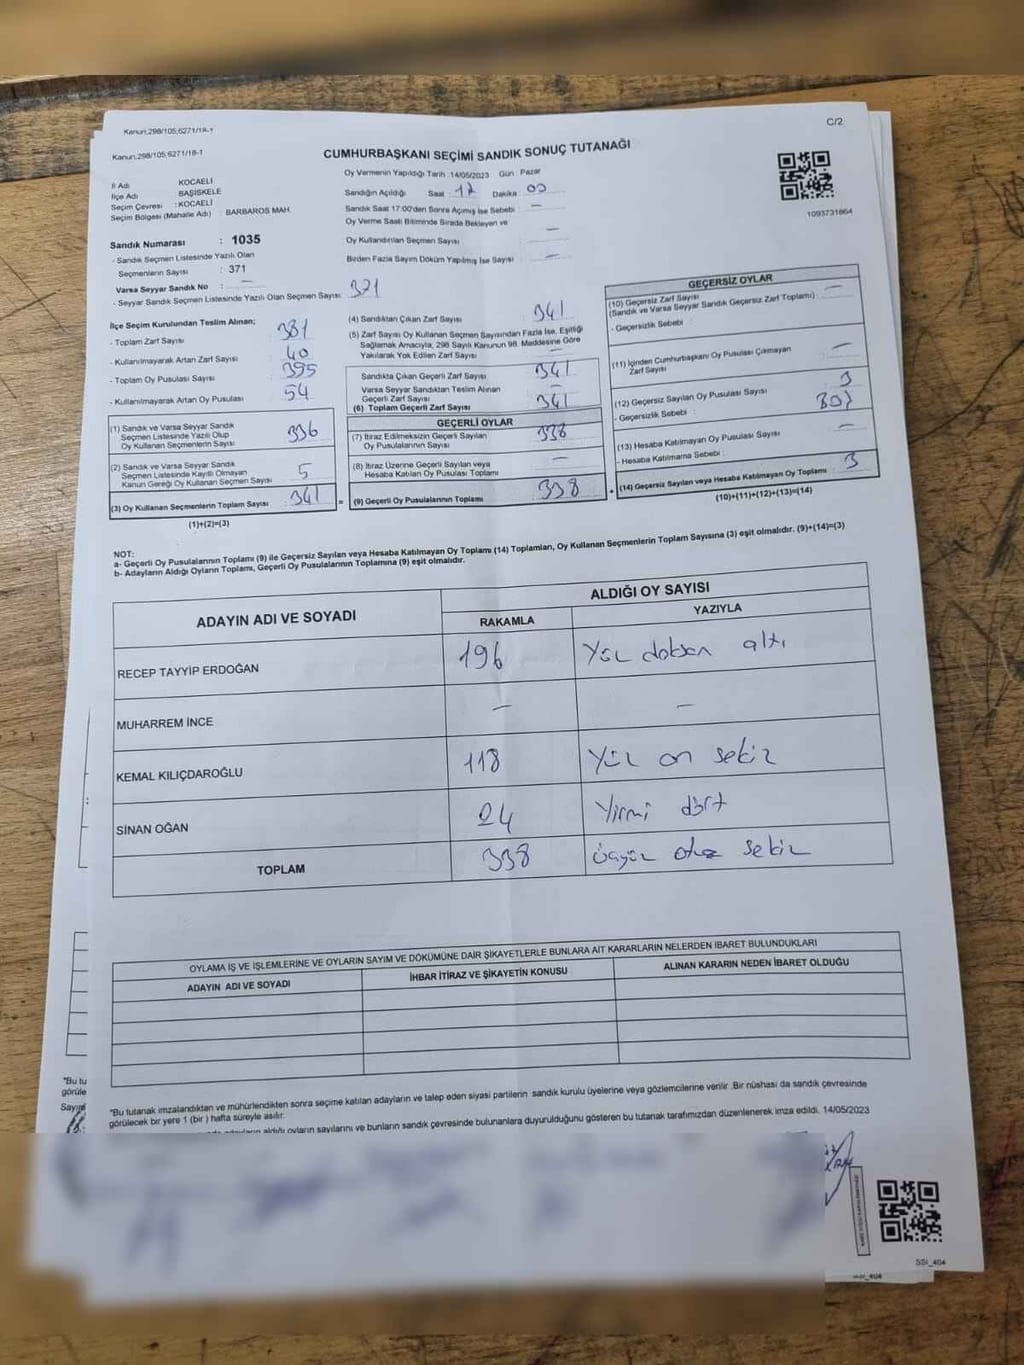 Kanun;298/105;6271/18-1
C/2
Kanun;298/105;6271/18-1
CUMHURBAŞKANI SEÇİMİ SANDIK SONUÇ TUTANAĞI
1093731864
İl Adı : KOCAELİ
İlçe Adı BAŞİSKELE
Seçim Çevresi : KOCAELİ
Seçim Bölgesi (Mahalle Adı) : BARBAROS MAH.
Sandık Numarası : 1035
- Sandık Seçmen Listesinde Yazılı Olan
Seçmenlerin Sayısı : 371
Varsa Seyyar Sandık No : —
- Seyyar Sandık Seçmen Listesinde Yazılı Olan Seçmen Sayısı: 371
Oy Vermenin Yapıldığı Tarih :14/05/2023 Gün : Pazar
Sandığın Açıldığı Saat : 17 Dakika : 00
Sandık Saat 17:00'den Sonra Açılmış İse Sebebi : —
Oy Verme Saati Bitiminde Sırada Bekleyen ve
Oy Kullandırılan Seçmen Sayısı : —
Birden Fazla Sayım Döküm Yapılmış İse Sayısı : —
İlçe Seçim Kurulundan Teslim Alınan;
- Toplam Zarf Sayısı : 381
- Kullanılmayarak Artan Zarf Sayısı : 40
- Toplam Oy Pusulası Sayısı : 395
- Kullanılmayarak Artan Oy Pusulası : 54
(1) Sandık ve Varsa Seyyar Sandık
Seçmen Listesinde Yazılı Olup
Oy Kullanan Seçmenlerin Sayısı : 336
(2) Sandık ve Varsa Seyyar Sandık
Seçmen Listesinde Kayıtlı Olmayan
Kanun Gereği Oy Kullanan Seçmen Sayısı : 5
(3) Oy Kullanan Seçmenlerin Toplam Sayısı : 341
(1)+(2)=(3)
(4) Sandıktan Çıkan Zarf Sayısı : 341
(5) Zarf Sayısı Oy Kullanan Seçmen Sayısından Fazla İse, Eşitliği
Sağlamak Amacıyla; 298 Sayılı Kanunun 98. Maddesine Göre
Yakılarak Yok Edilen Zarf Sayısı : —
Sandıkta Çıkan Geçerli Zarf Sayısı : 341
Varsa Seyyar Sandıktan Teslim Alınan
Geçerli Zarf Sayısı : —
(6) Toplam Geçerli Zarf Sayısı : 341
GEÇERLİ OYLAR
(7) İtiraz Edilmeksizin Geçerli Sayılan
Oy Pusulalarının Sayısı : 338
(8) İtiraz Üzerine Geçerli Sayılan veya
Hesaba Katılan Oy Pusulası Toplamı : —
(9) Geçerli Oy Pusulalarının Toplamı : 338
GEÇERSİZ OYLAR
(10) Geçersiz Zarf Sayısı
(Sandık ve Varsa Seyyar Sandık Geçersiz Zarf Toplamı) : —
- Geçersizlik Sebebi :
(11) İçinden Cumhurbaşkanı Oy Pusulası Çıkmayan
Zarf Sayısı : —
(12) Geçersiz Sayılan Oy Pusulası Sayısı : 3
- Geçersizlik Sebebi :
(13) Hesaba Katılmayan Oy Pusulası Sayısı : —
- Hesaba Katılmama Sebebi :
(14) Geçersiz Sayılan veya Hesaba Katılmayan Oy Toplamı : 3
(10)+(11)+(12)+(13)=(14)
NOT:
a- Geçerli Oy Pusulalarının Toplamı (9) ile Geçersiz Sayılan veya Hesaba Katılmayan Oy Toplamı (14) Toplamları, Oy Kullanan Seçmenlerin Toplam Sayısına (3) eşit olmalıdır. (9)+(14)=(3)
b- Adayların Aldığı Oyların Toplamı, Geçerli Oy Pusulalarının Toplamına (9) eşit olmalıdır.
ADAYIN ADI VE SOYADI ALDIĞI OY SAYISI
RAKAMLA YAZIYLA
RECEP TAYYİP ERDOĞAN 196 Yüz doksan altı
MUHARREM İNCE — —
KEMAL KILIÇDAROĞLU 118 Yüz on sekiz
SİNAN OĞAN 24 Yirmi dört
TOPLAM 338 üçyüz otuz sekiz
OYLAMA İŞ VE İŞLEMLERİNE VE OYLARIN SAYIM VE DÖKÜMÜNE DAİR ŞİKAYETLERLE BUNLARA AİT KARARLARIN NELERDEN İBARET BULUNDUKLARI
ADAYIN ADI VE SOYADI İHBAR İTİRAZ VE ŞİKAYETİN KONUSU ALINAN KARARIN NEDEN İBARET OLDUĞU
"Bu tu
görüle
Sayım
*Bu tutanak imzalandıktan ve mühürlendikten sonra seçime katılan adayların ve talep eden siyasi partilerin sandık kurulu üyelerine veya gözlemcilerine verilir .Bir nüshası da sandık çevresinde
görülecek bir yere 1 (bir ) hafta süreyle asılır.
adayların aldığı oyların sayılarını ve bunların sandık çevresinde bulunanlara duyurulduğunu gösteren bu tutanak tarafımızdan düzenlenerek imza edildi. 14/05/2023
SSI_404